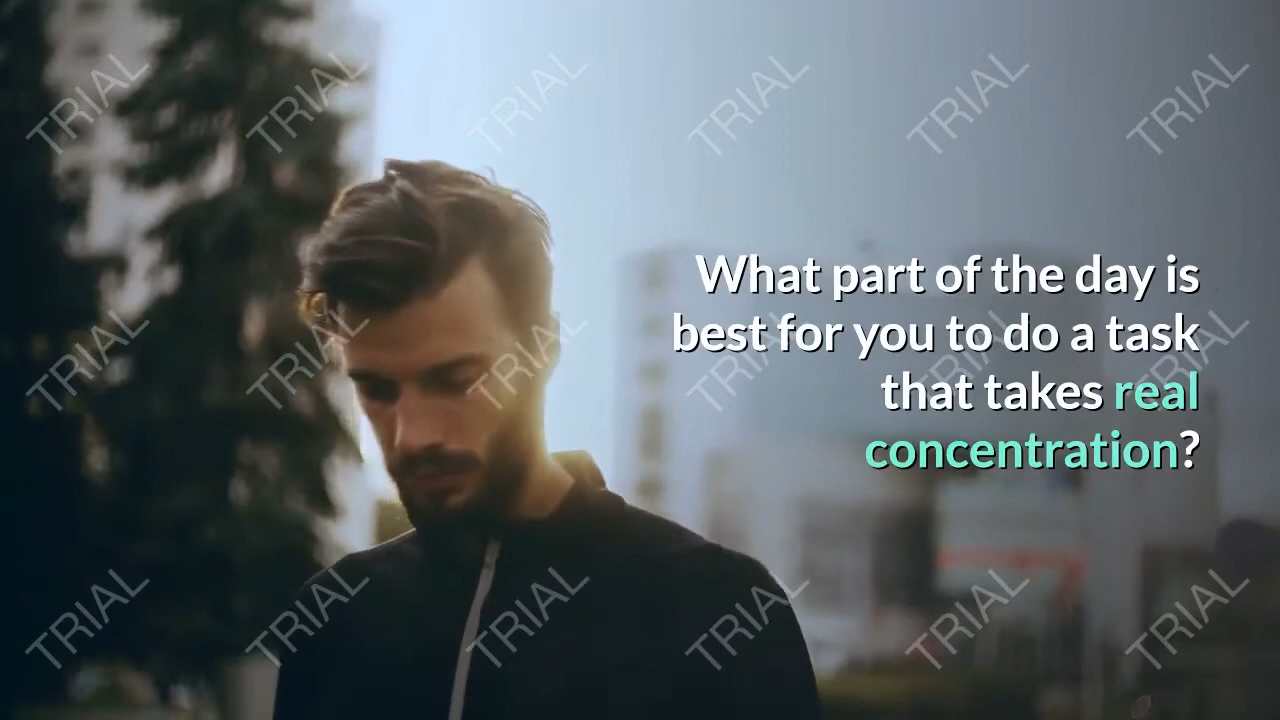 TRIAL TRIAL TRIAL TRIAL TRIAL TRIAL
What part of the day is
best for you to do a task
TRIAL TRIAL TRIAL TRIAL TRIAL TRIAL
that takes real
concentration?
TRIAL TRIAL TRIAL TRIAL TRIAL TRIAL